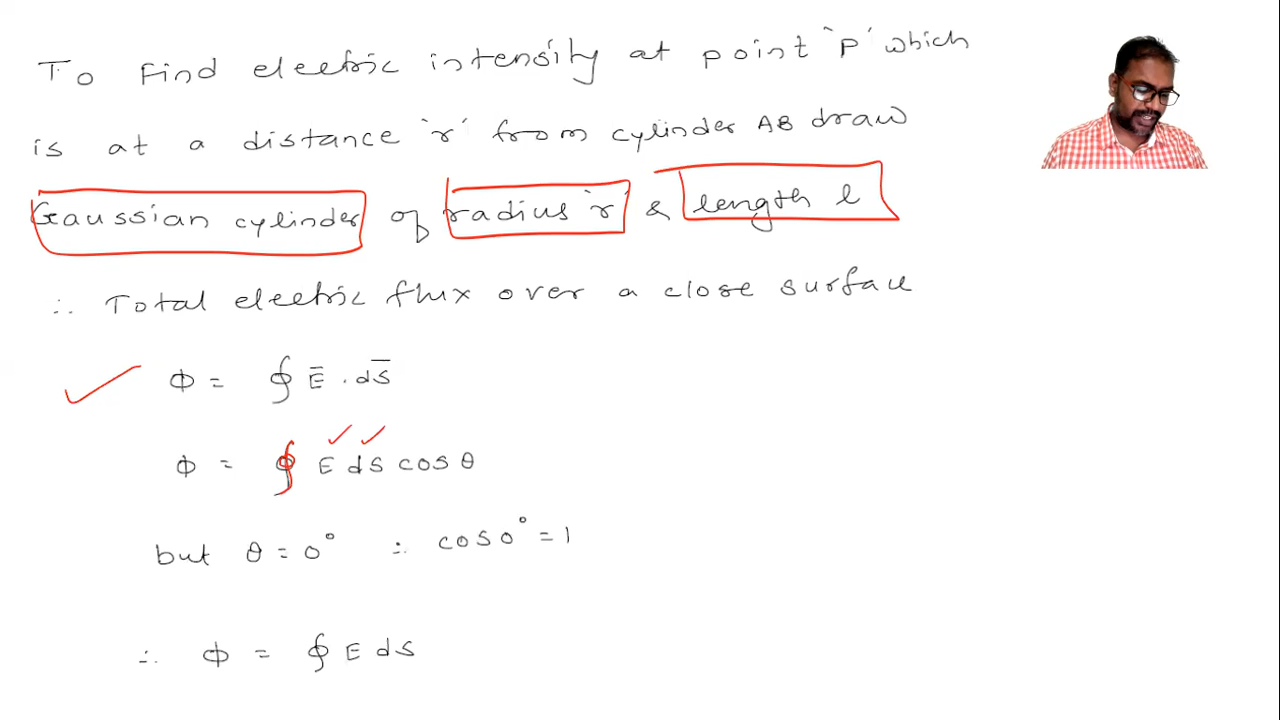 To Find electric intensity at point `P' which
is at a distance `r' from cylinder AB draw
Gaussian cylinder of radius `r' & length l
∴ Total electric flux over a close surface
Φ = ∮ E̅ . dS̅
Φ = ∮ E dS cos θ
but θ = 0° ∴ cos 0° = 1
∴ Φ = ∮ E dS